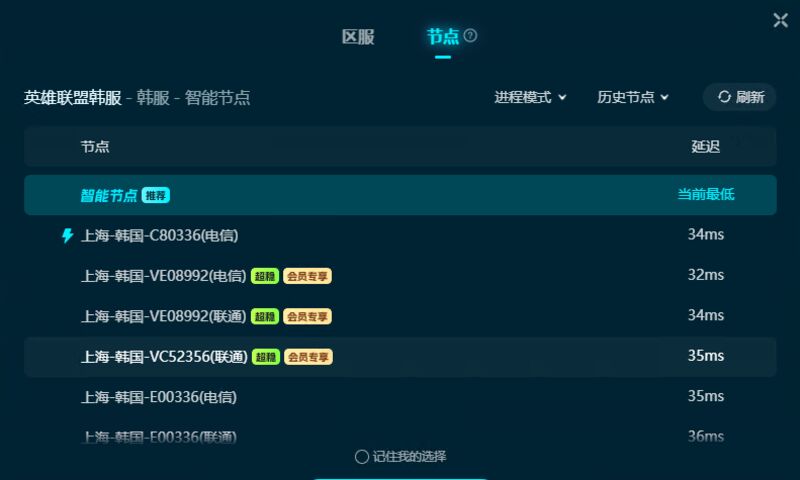 区服 节点 ?
英雄联盟韩服 - 韩服 - 智能节点 进程模式 历史节点 刷新
节点 延迟
智能节点 推荐 当前最低
上海-韩国-C80336(电信) 34ms
上海-韩国-VE08992(电信) 超稳 会员专享 32ms
上海-韩国-VE08992(联通) 超稳 会员专享 34ms
上海-韩国-VC52356(联通) 超稳 会员专享 35ms
上海-韩国-E00336(电信) 35ms
上海-韩国-E00336(联通) 36ms
记住我的选择